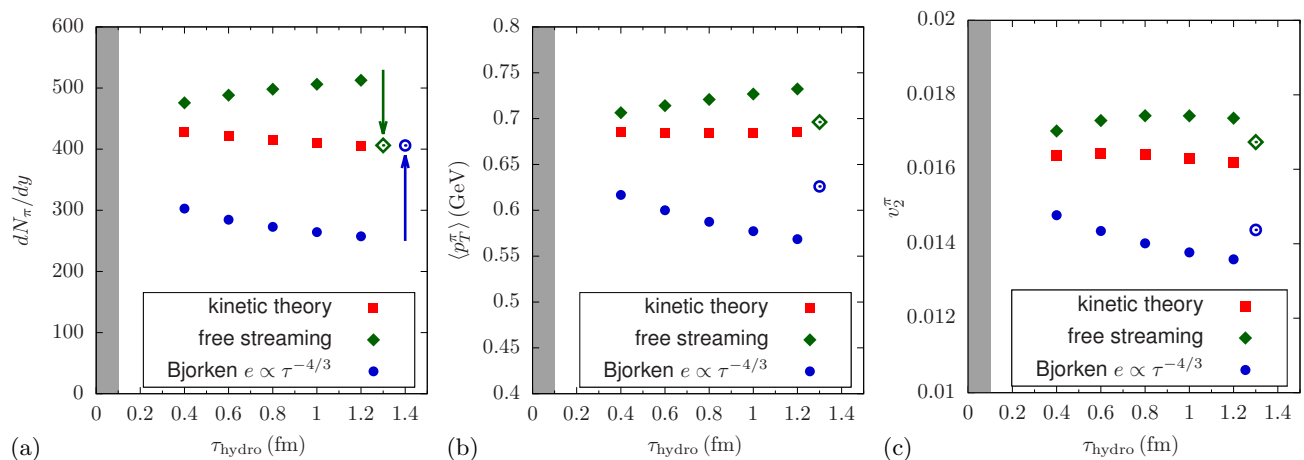 600
500
400
300
200
100
0
dN_π/dy
kinetic theory
free streaming
Bjorken e ∝ τ^{-4/3}
0 0.2 0.4 0.6 0.8 1 1.2 1.4
τ_hydro (fm)
(a)
0.8
0.75
0.7
0.65
0.6
0.55
0.5
0.45
0.4
⟨p_T^π⟩ (GeV)
kinetic theory
free streaming
Bjorken e ∝ τ^{-4/3}
0 0.2 0.4 0.6 0.8 1 1.2 1.4
τ_hydro (fm)
(b)
0.02
0.018
0.016
0.014
0.012
0.01
v_2^π
kinetic theory
free streaming
Bjorken e ∝ τ^{-4/3}
0 0.2 0.4 0.6 0.8 1 1.2 1.4
τ_hydro (fm)
(c)